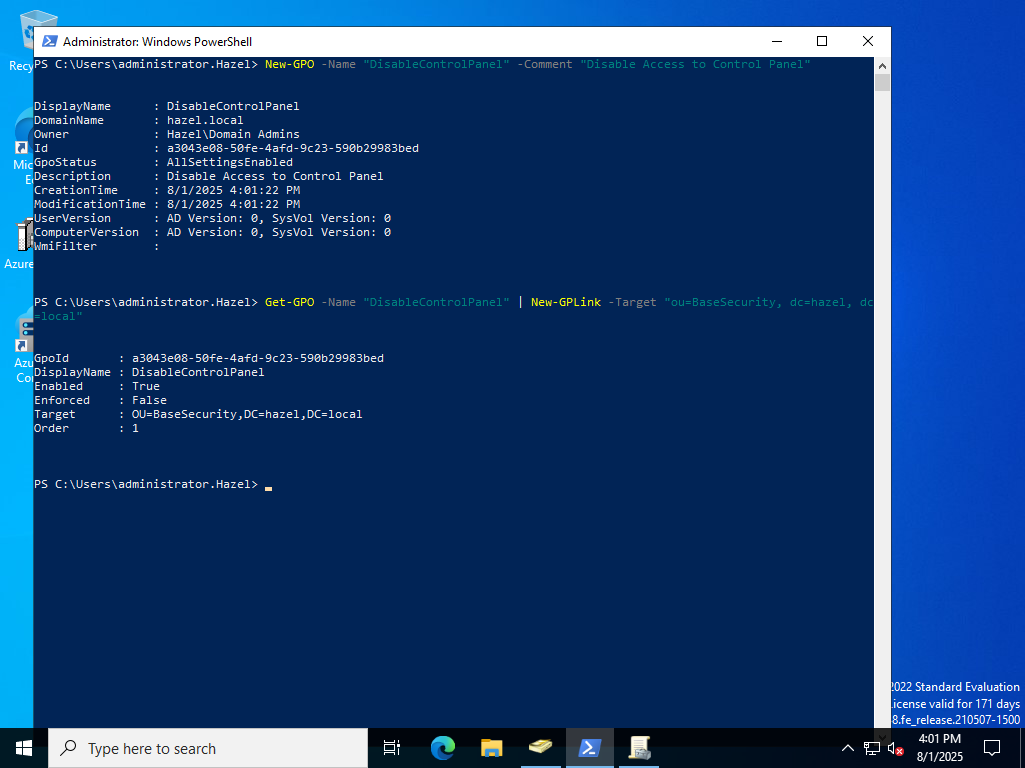 Administrator: Windows PowerShell
PS C:\Users\administrator.Hazel> New-GPO -Name "DisableControlPanel" -Comment "Disable Access to Control Panel"
DisplayName : DisableControlPanel
DomainName : hazel.local
Owner : Hazel\Domain Admins
Id : a3043e08-50fe-4afd-9c23-590b29983bed
GpoStatus : AllSettingsEnabled
Description : Disable Access to Control Panel
CreationTime : 8/1/2025 4:01:22 PM
ModificationTime : 8/1/2025 4:01:22 PM
UserVersion : AD Version: 0, SysVol Version: 0
ComputerVersion : AD Version: 0, SysVol Version: 0
WmiFilter :
PS C:\Users\administrator.Hazel> Get-GPO -Name "DisableControlPanel" | New-GPLink -Target "ou=BaseSecurity, dc=hazel, dc
=local"
GpoId : a3043e08-50fe-4afd-9c23-590b29983bed
DisplayName : DisableControlPanel
Enabled : True
Enforced : False
Target : OU=BaseSecurity,DC=hazel,DC=local
Order : 1
PS C:\Users\administrator.Hazel>
Recy
Mic
E
Azure
Azu
Co
2022 Standard Evaluation
License valid for 171 days
8.fe_release.210507-1500
Type here to search
4:01 PM
8/1/2025